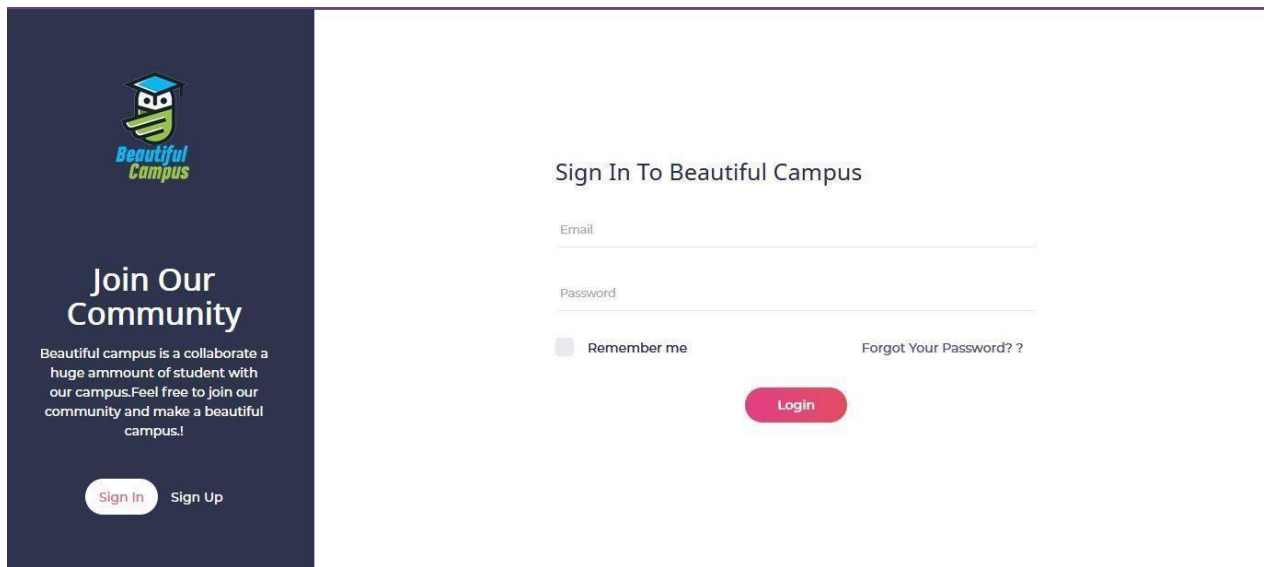 Beautiful
Campus
Join Our
Community
Beautiful campus is a collaborate a
huge ammount of student with
our campus.Feel free to join our
community and make a beautiful
campus.!
Sign In
Sign Up
Sign In To Beautiful Campus
Email
Password
Remember me
Forgot Your Password? ?
Login